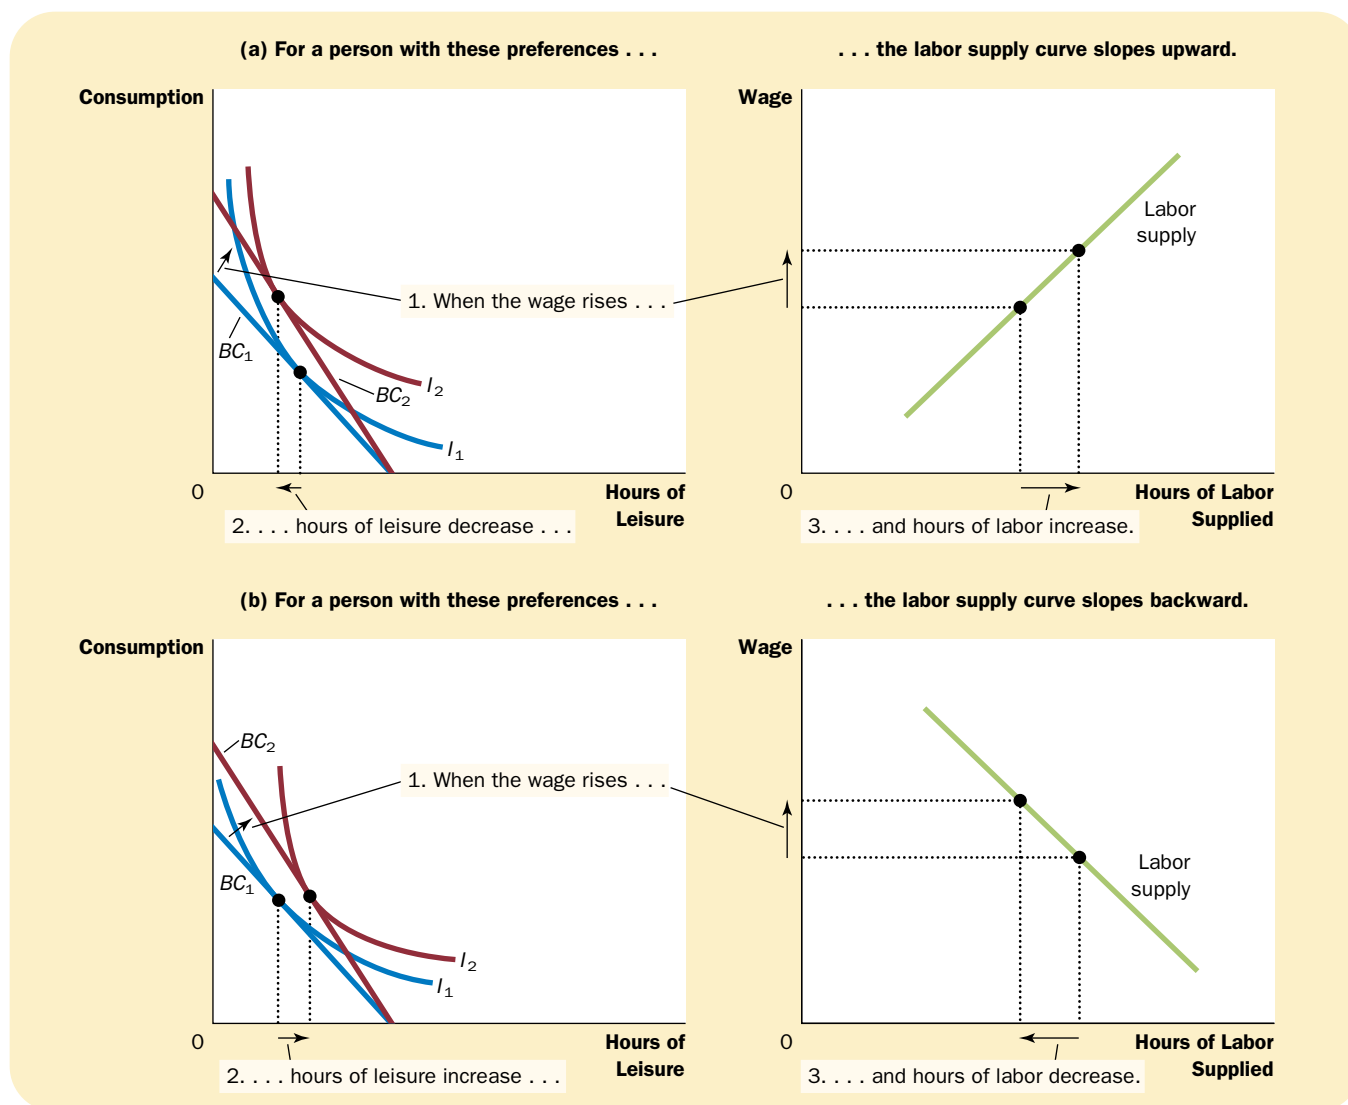 (a) For a person with these preferences . . .
. . . the labor supply curve slopes upward.
Consumption
Wage
Labor
supply
1. When the wage rises . . .
BC1
BC2
I2
I1
0
Hours of
Leisure
2. . . . hours of leisure decrease . . .
0
Hours of Labor
Supplied
3. . . . and hours of labor increase.
(b) For a person with these preferences . . .
. . . the labor supply curve slopes backward.
Consumption
Wage
BC2
1. When the wage rises . . .
BC1
Labor
supply
I2
I1
0
Hours of
Leisure
2. . . . hours of leisure increase . . .
0
Hours of Labor
Supplied
3. . . . and hours of labor decrease.